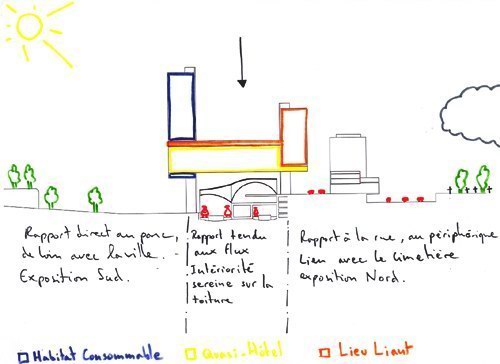 Rapport direct au parc,
de loin avec la ville.
Exposition Sud.
Rapport tendu
aux flux
Intériorité
sereine sur la
toiture
Rapport à la rue, au périphérique
Lien avec le cimetière
exposition Nord.
Habitat Consommable
Quasi-Hôtel
Lieu Liant